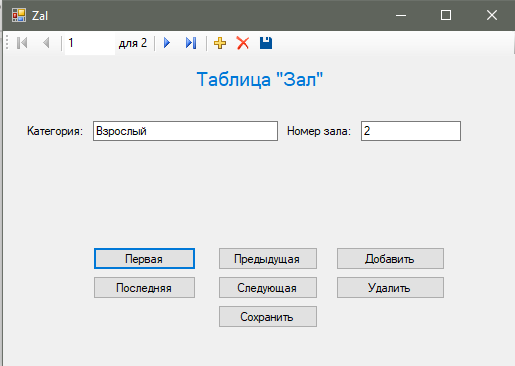 Zal
1 для 2
Таблица "Зал"
Категория: Взрослый Номер зала: 2
Первая Предыдущая Добавить
Последняя Следующая Удалить
Сохранить